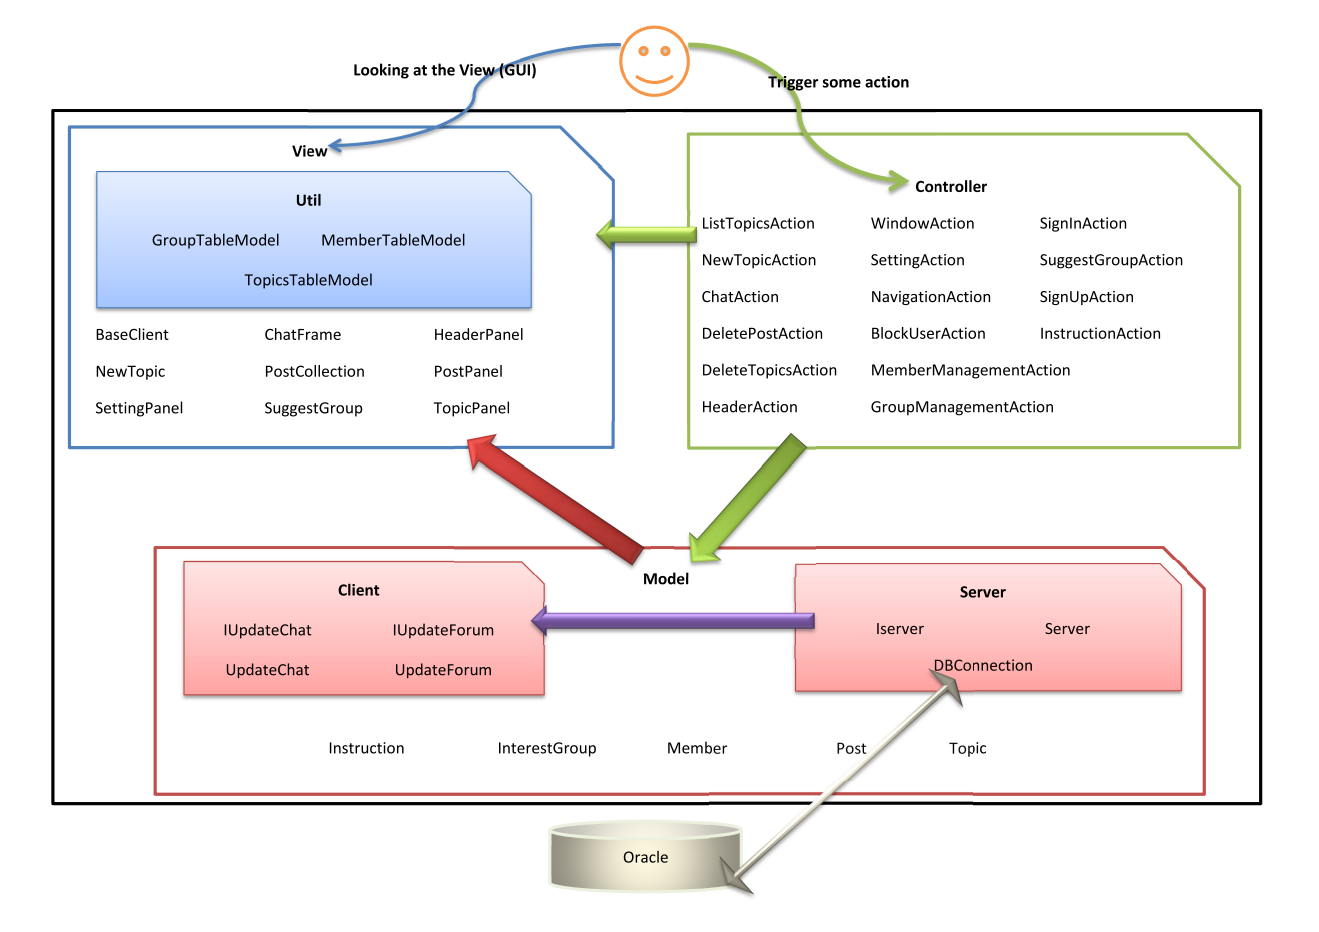 Looking at the View (GUI)
Trigger some action
View
Util
GroupTableModel MemberTableModel
TopicsTableModel
BaseClient ChatFrame HeaderPanel
NewTopic PostCollection PostPanel
SettingPanel SuggestGroup TopicPanel
Controller
ListTopicsAction WindowAction SignInAction
NewTopicAction SettingAction SuggestGroupAction
ChatAction NavigationAction SignUpAction
DeletePostAction BlockUserAction InstructionAction
DeleteTopicsAction MemberManagementAction
HeaderAction GroupManagementAction
Model
Client
IUpdateChat IUpdateForum
UpdateChat UpdateForum
Server
Iserver Server
DBConnection
Instruction InterestGroup Member Post Topic
Oracle